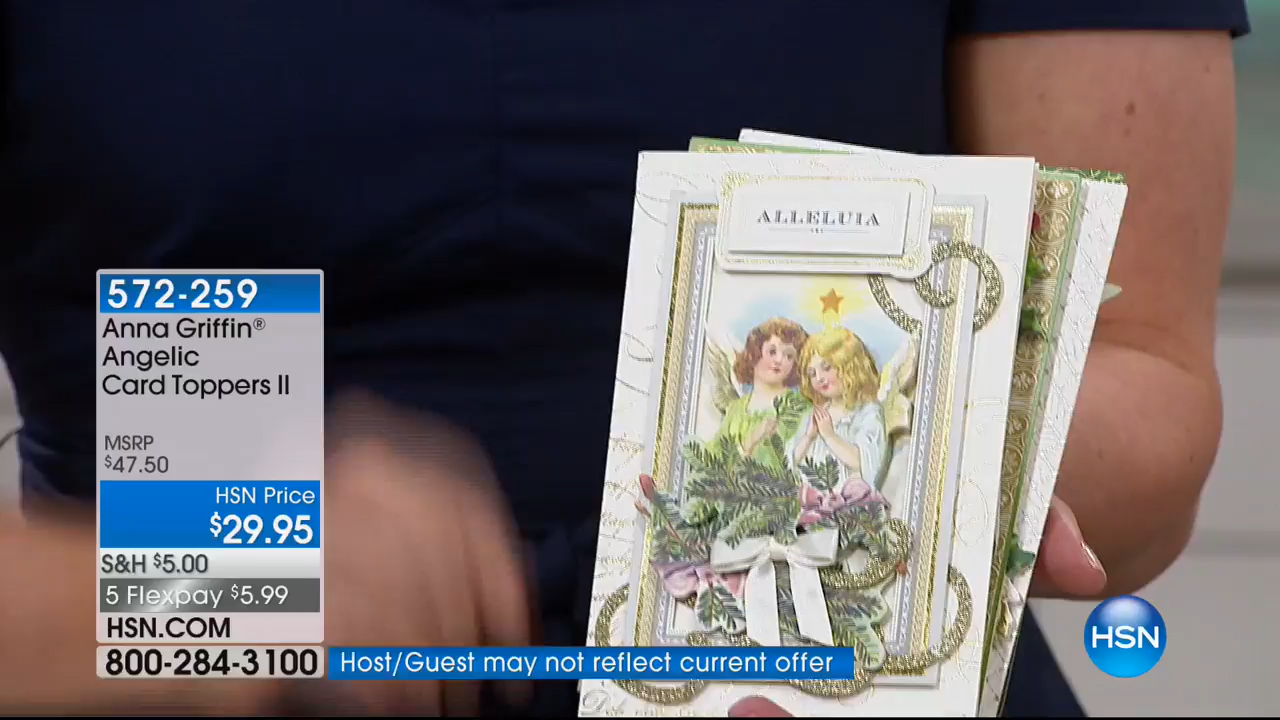 ALLELUIA
572-259
Anna Griffin®
Angelic
Card Toppers II
MSRP
$47.50
HSN Price
$29.95
S&H $5.00
5 Flexpay $5.99
HSN.COM
800-284-3100
Host/Guest may not reflect current offer
HSN